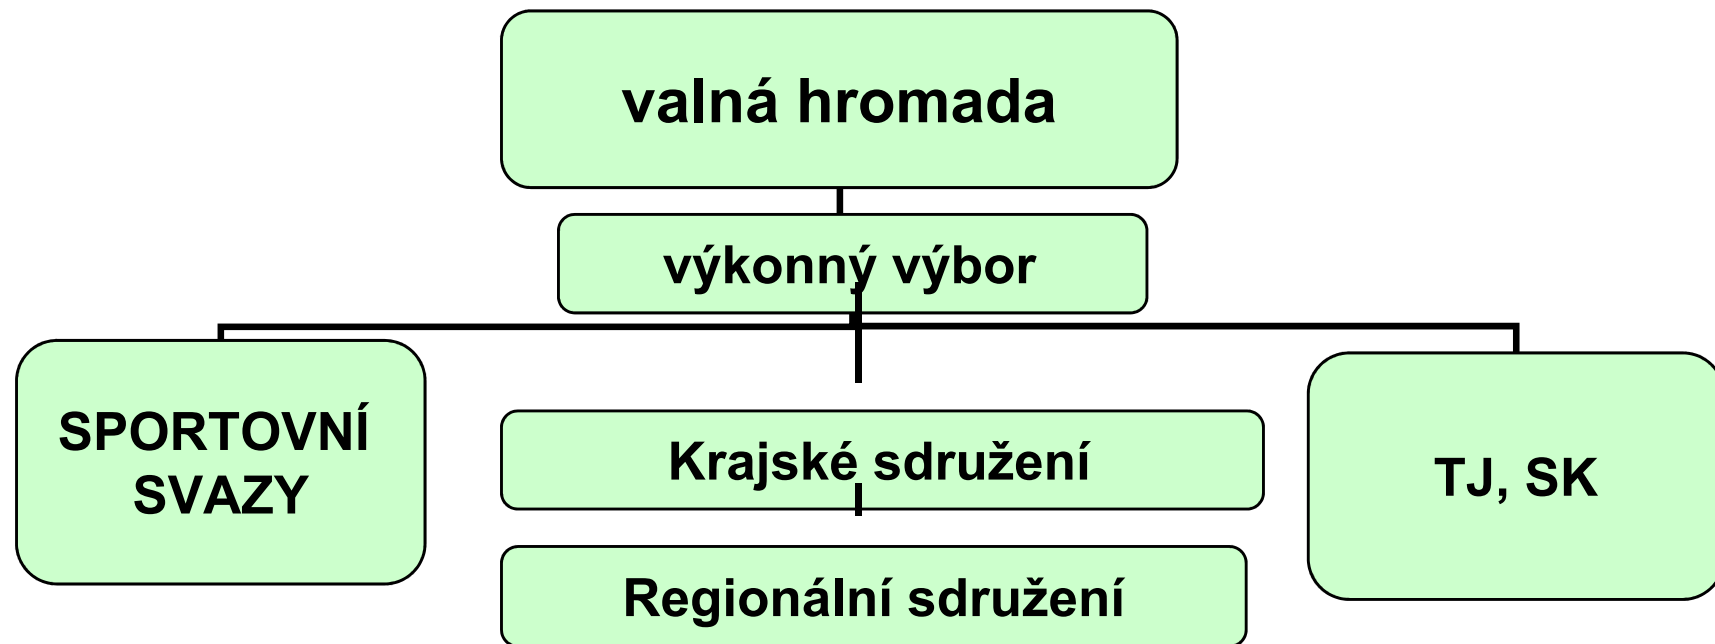 valná hromada
výkonný výbor
SPORTOVNÍ
SVAZY
Krajské sdružení
Regionální sdružení
TJ, SK